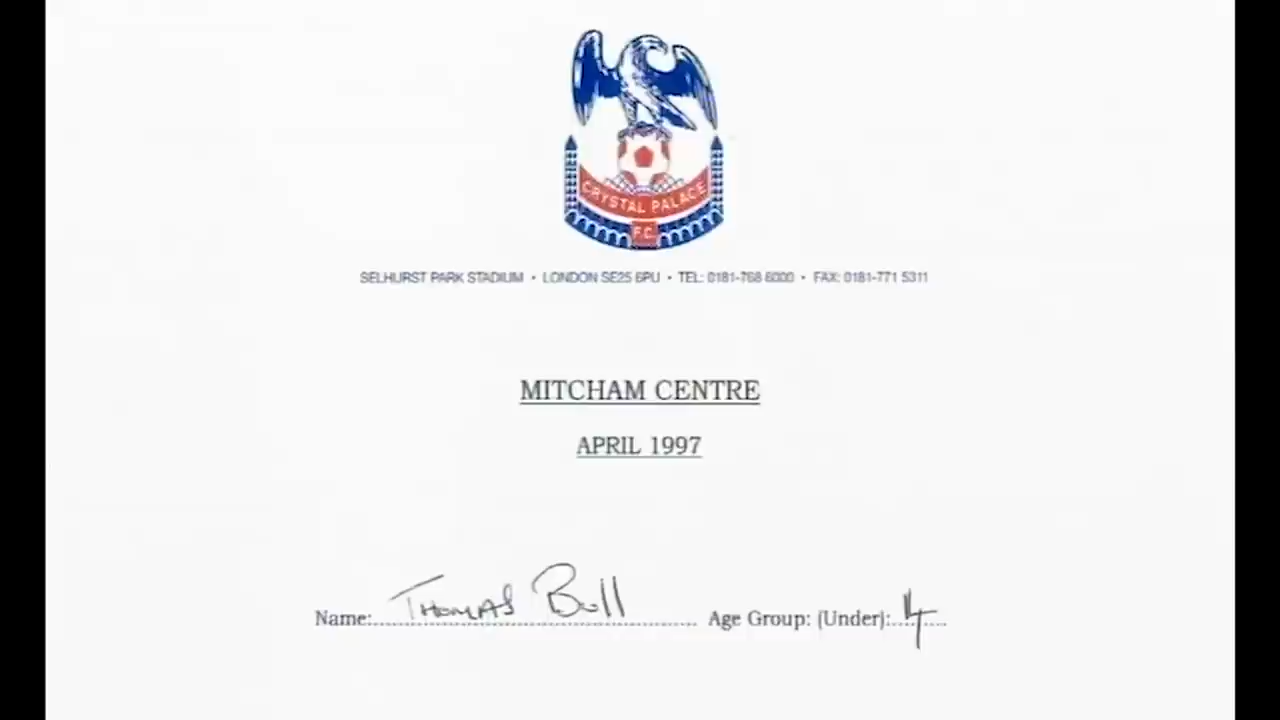 CRYSTAL PALACE
F.C.
SELHURST PARK STADIUM • LONDON SE25 6PU • TEL: 0181-768 6000 • FAX: 0181-771 5311
MITCHAM CENTRE
APRIL 1997
Name: Thomas Bull Age Group: (Under): 14